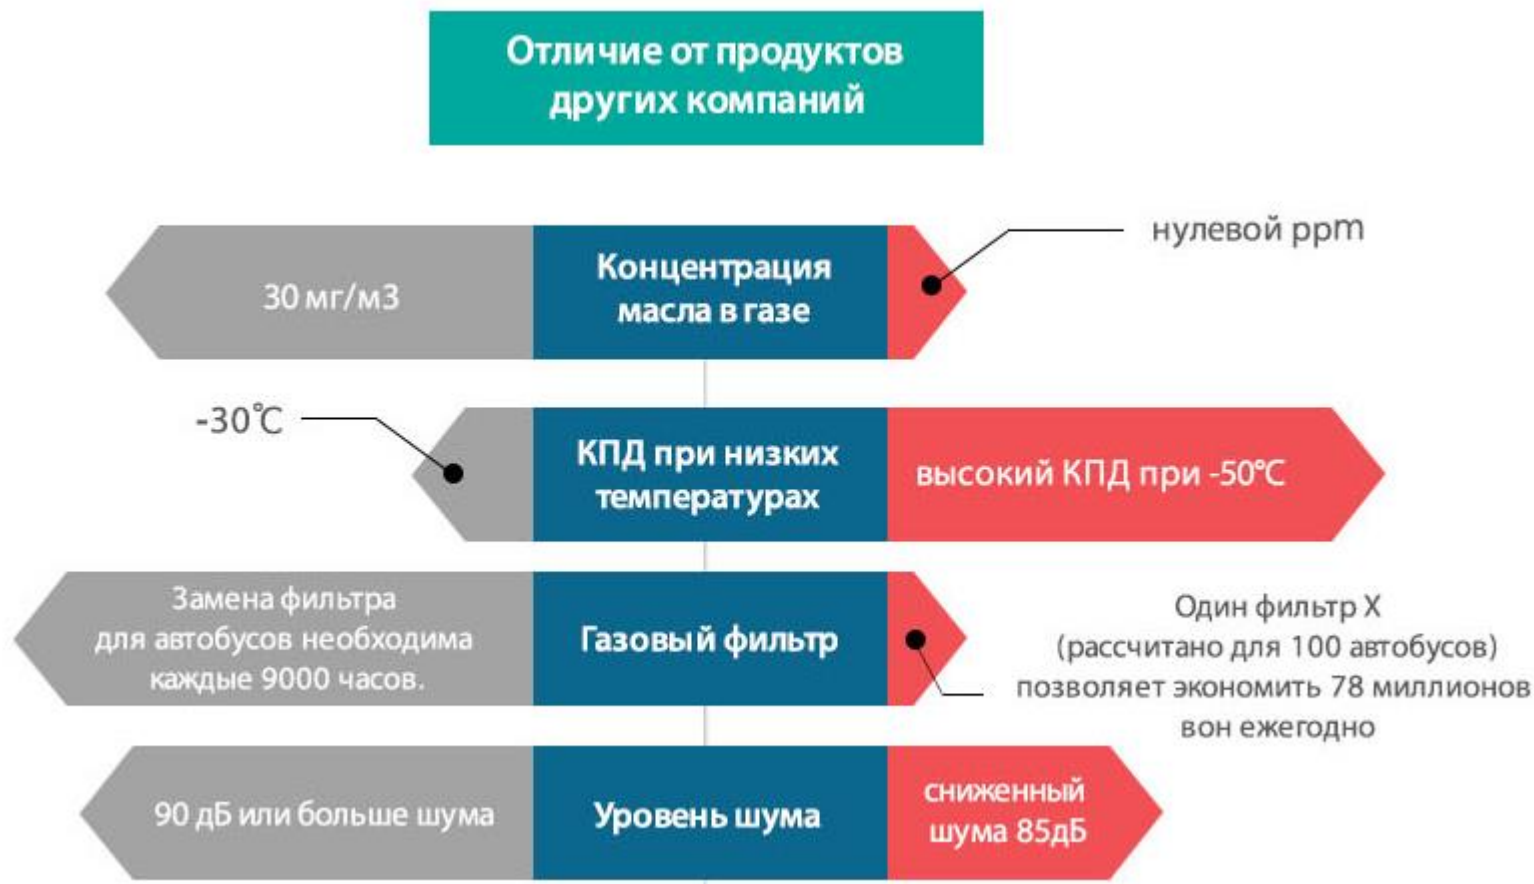 Отличие от продуктов
других компаний
30 мг/м3
Концентрация
масла в газе
нулевой ppm
-30℃
КПД при низких
температурах
высокий КПД при -50℃
Замена фильтра
для автобусов необходима
каждые 9000 часов.
Газовый фильтр
Один фильтр X
(рассчитано для 100 автобусов)
позволяет экономить 78 миллионов
вон ежегодно
90 дБ или больше шума
Уровень шума
сниженный
шума 85дБ